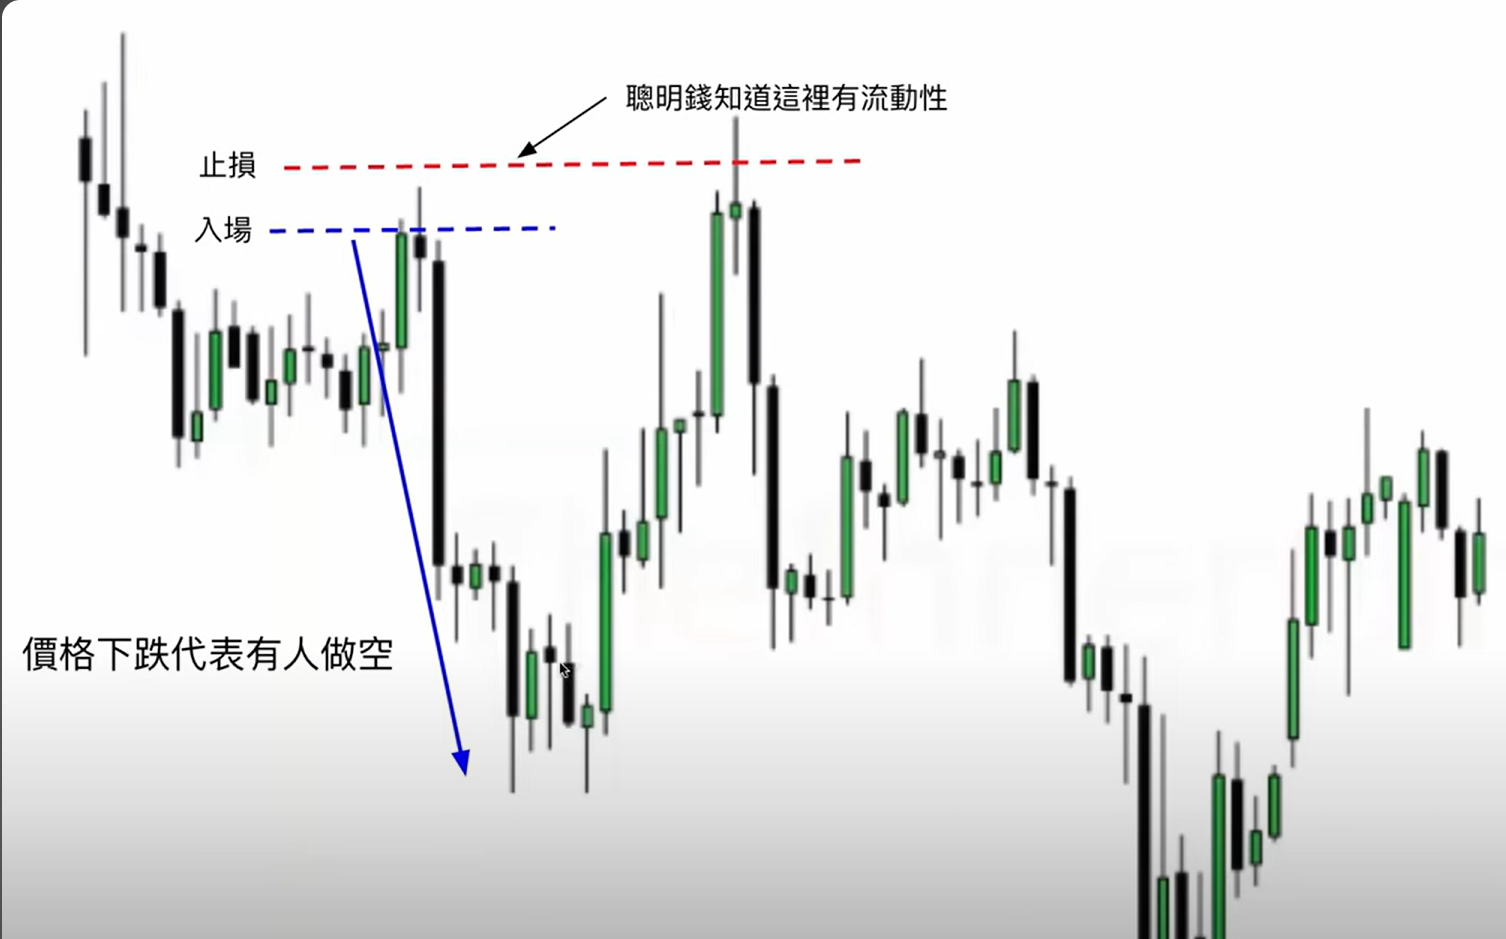 聰明錢知道這裡有流動性
止損
入場
價格下跌代表有人做空